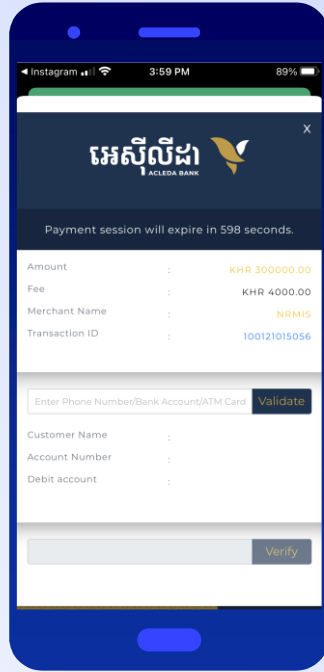 Instagram 3:59 PM 89%
X
អេស៊ីលីដា
ACLEDA BANK
Payment session will expire in 598 seconds.
Amount : KHR 300000.00
Fee : KHR 4000.00
Merchant Name : NRMIS
Transaction ID : 100121015056
Enter Phone Number/Bank Account/ATM Card Validate
Customer Name :
Account Number :
Debit account :
Verify